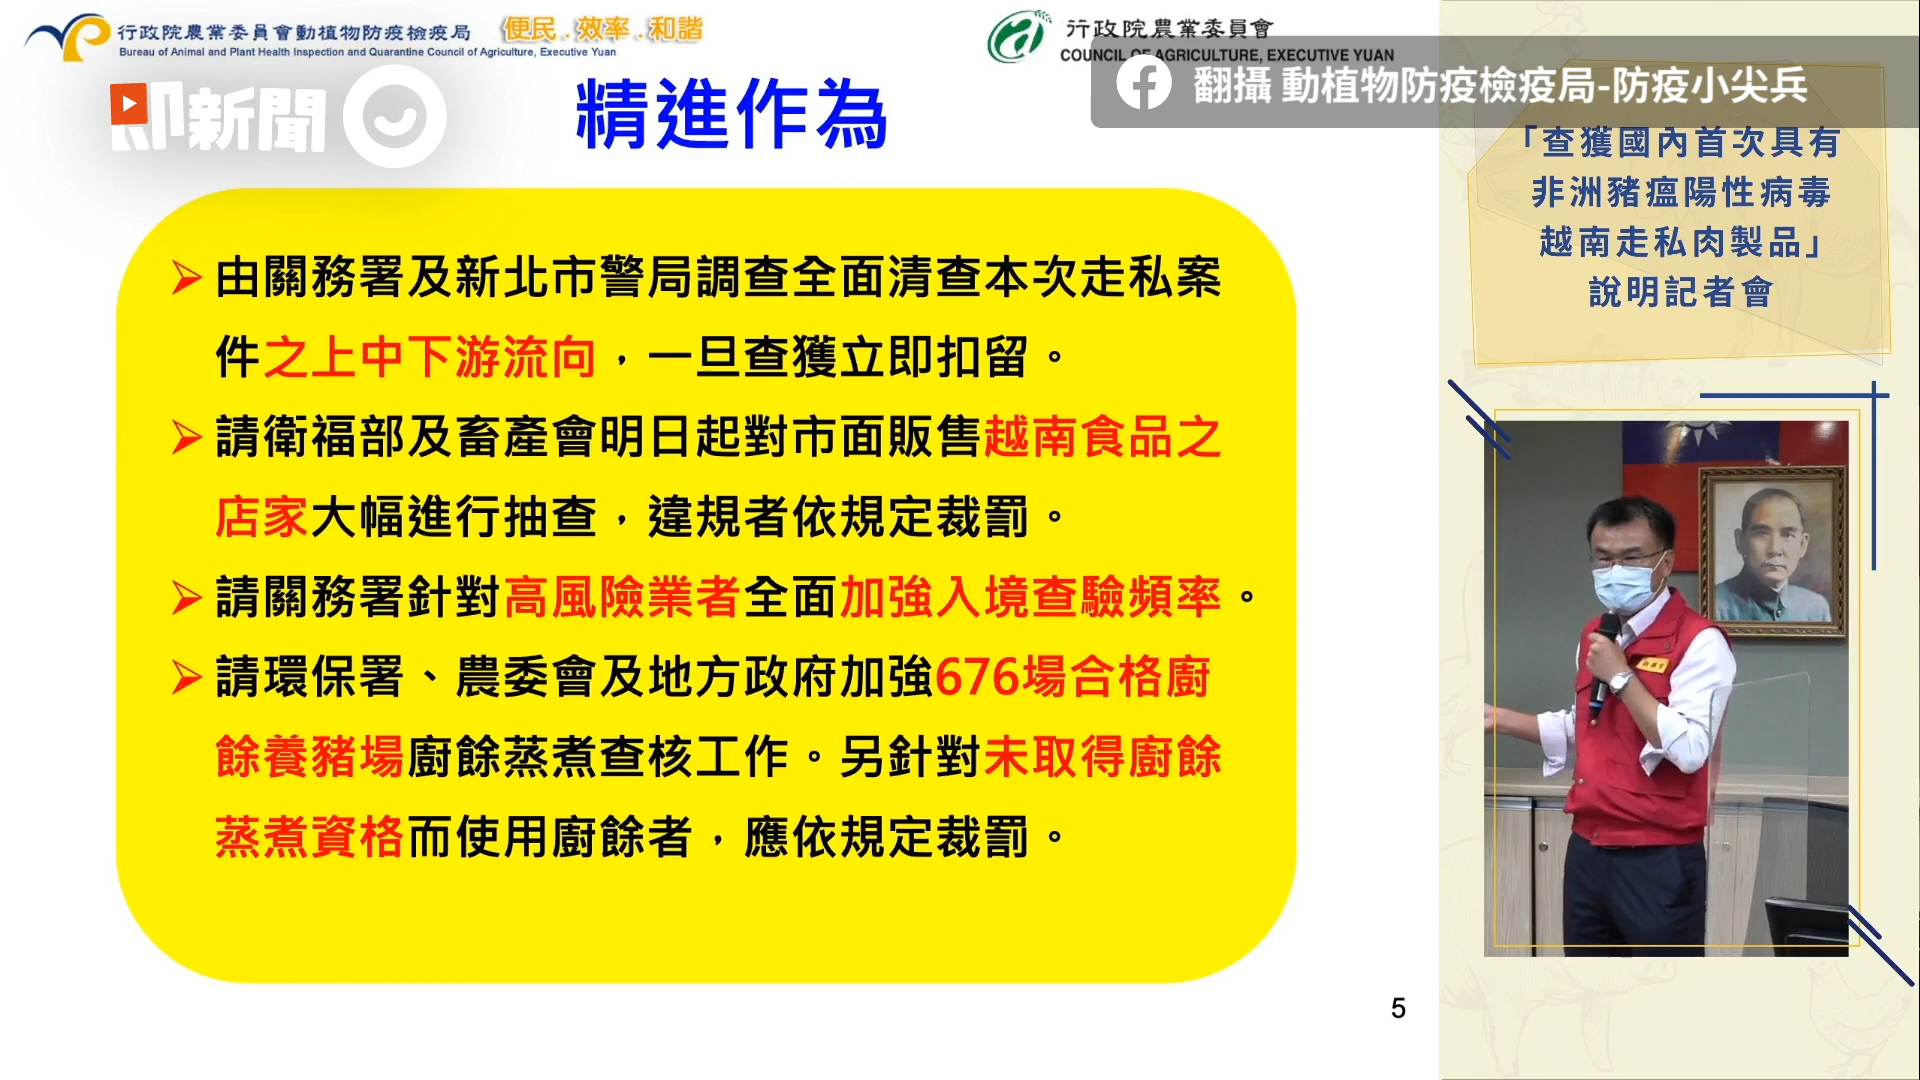 行政院農業委員會動植物防疫檢疫局
Bureau of Animal and Plant Health Inspection and Quarantine Council of Agriculture, Executive Yuan
便民.效率.和諧
行政院農業委員會
COUNCIL OF AGRICULTURE, EXECUTIVE YUAN
翻攝 動植物防疫檢疫局-防疫小尖兵
即新聞
精進作為
由關務署及新北市警局調查全面清查本次走私案
件之上中下游流向，一旦查獲立即扣留。
請衛福部及畜產會明日起對市面販售越南食品之
店家大幅進行抽查，違規者依規定裁罰。
請關務署針對高風險業者全面加強入境查驗頻率。
請環保署、農委會及地方政府加強676場合格廚
餘養豬場廚餘蒸煮查核工作。另針對未取得廚餘
蒸煮資格而使用廚餘者，應依規定裁罰。
5
「查獲國內首次具有
非洲豬瘟陽性病毒
越南走私肉製品」
說明記者會